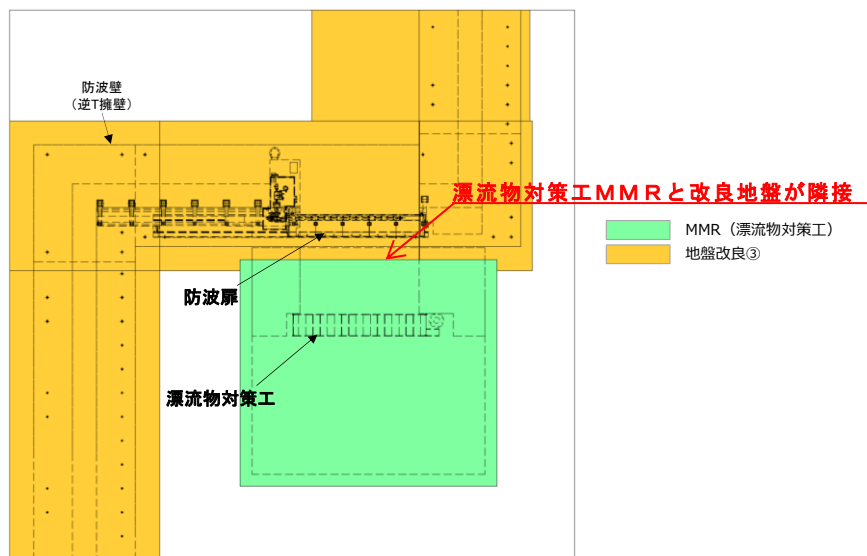 防波壁
（逆T擁壁）
漂流物対策工ＭＭＲと改良地盤が隣接
MMR（漂流物対策工）
地盤改良③
防波扉
漂流物対策工